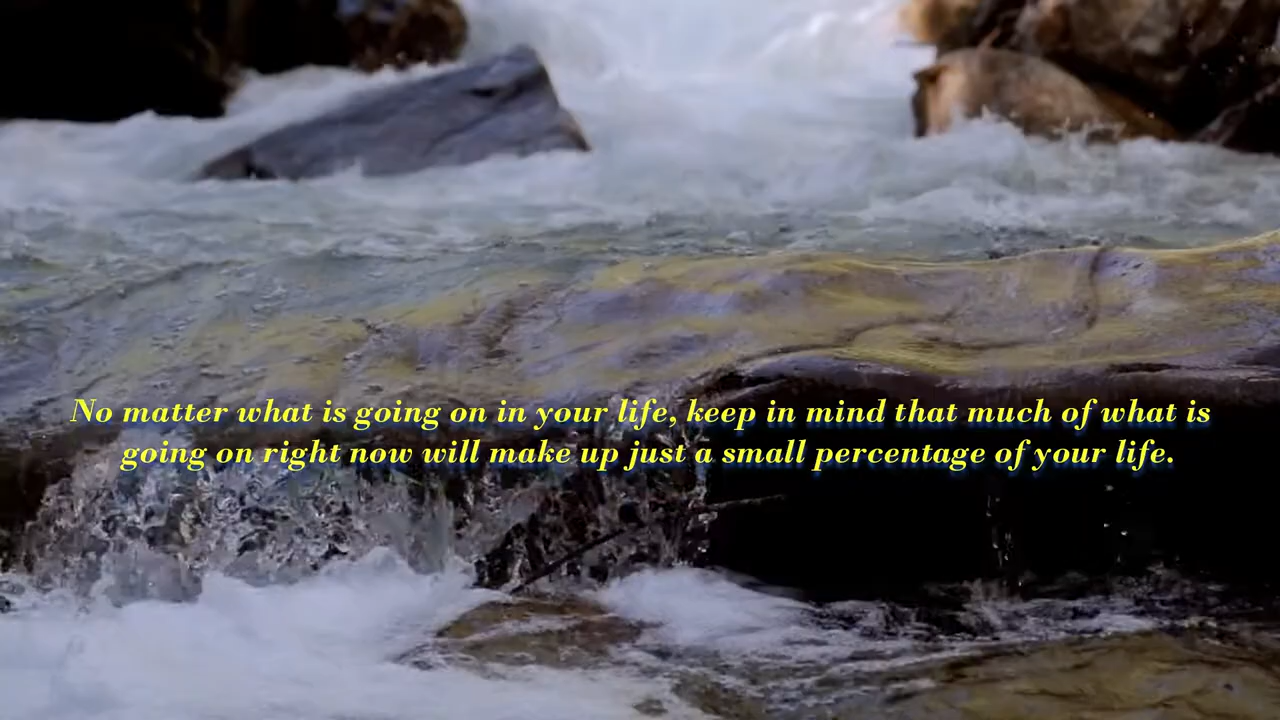 No matter what is going on in your life, keep in mind that much of what is
going on right now will make up just a small percentage of your life.